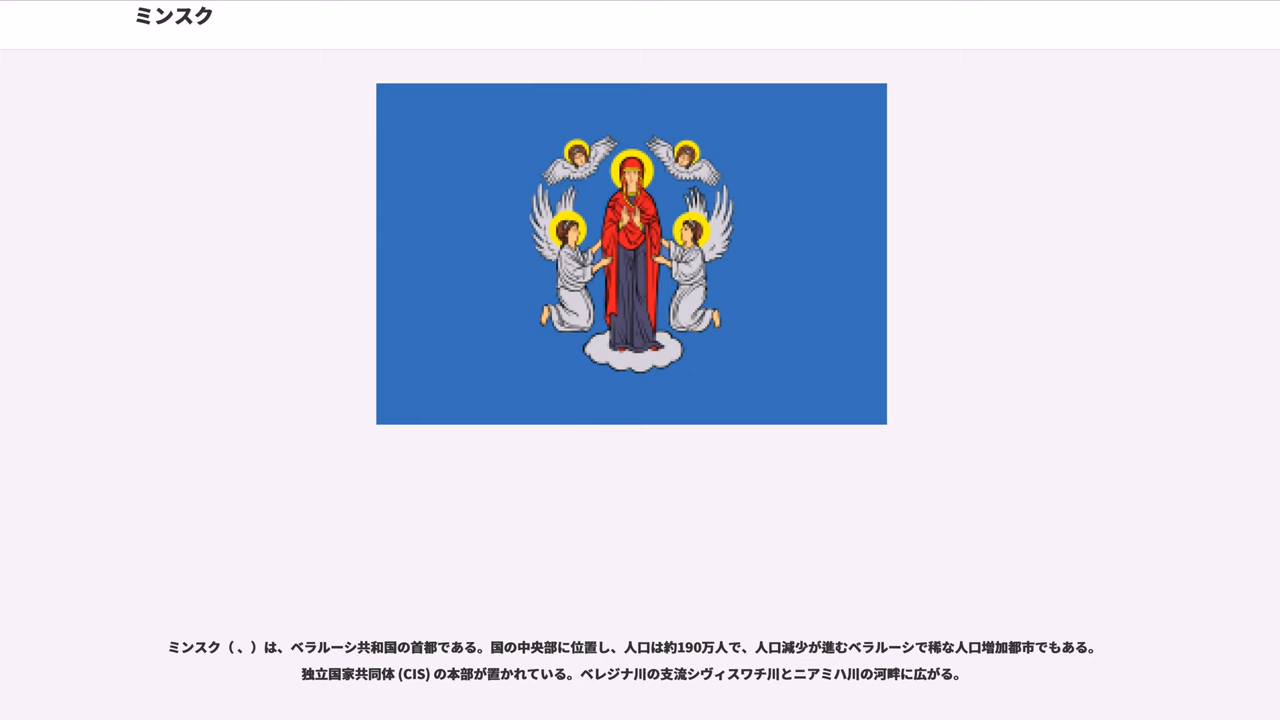 ミンスク
ミンスク（ 、）は、ベラルーシ共和国の首都である。国の中央部に位置し、人口は約190万人で、人口減少が進むベラルーシで稀な人口増加都市でもある。
独立国家共同体 (CIS) の本部が置かれている。ベレジナ川の支流シヴィスワチ川とニアミハ川の河畔に広がる。